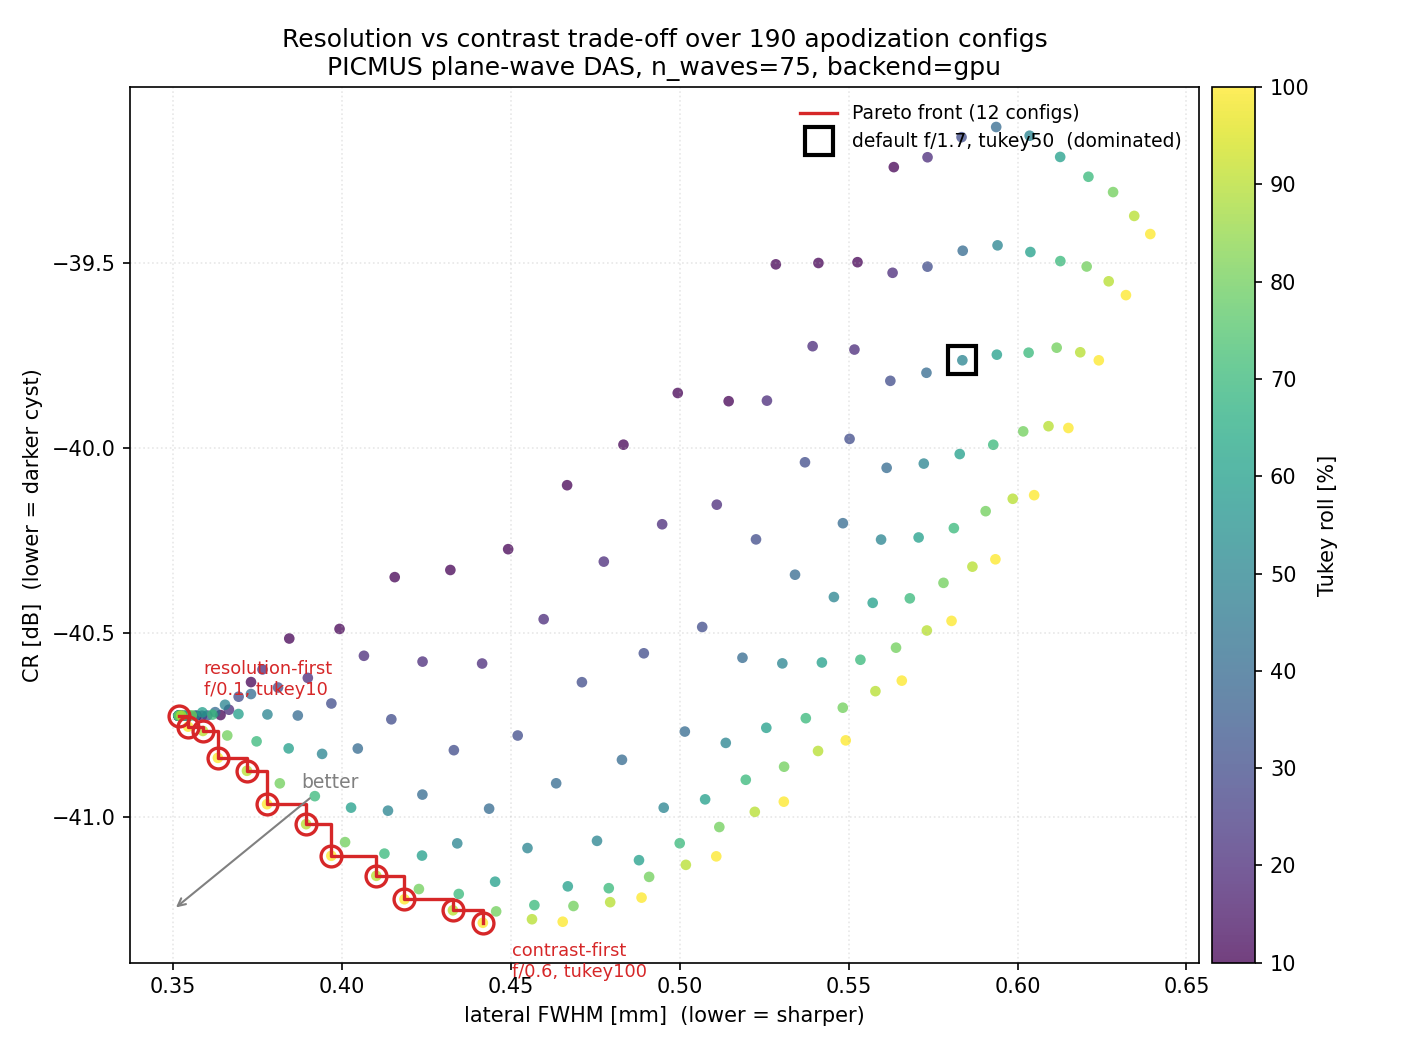 Resolution vs contrast trade-off over 190 apodization configs
PICMUS plane-wave DAS, n_waves=75, backend=gpu
Pareto front (12 configs)
default f/1.7, tukey50  (dominated)
CR [dB]  (lower = darker cyst)
−39.5
−40.0
−40.5
−41.0
resolution-first
f/0.1, tukey10
better
contrast-first
f/0.6, tukey100
0.35
0.40
0.45
0.50
0.55
0.60
0.65
lateral FWHM [mm]  (lower = sharper)
100
90
80
70
60
50
40
30
20
10
Tukey roll [%]